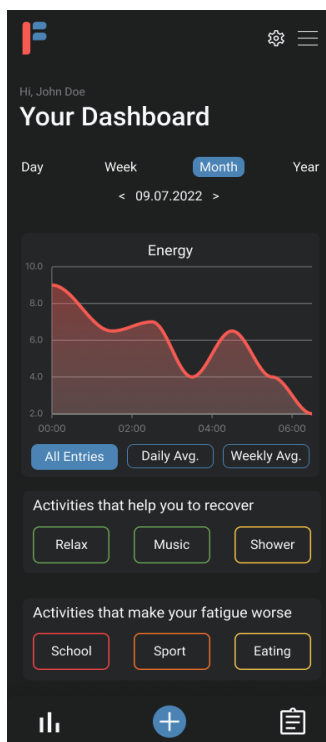 Hi, John Doe
Your Dashboard
Day Week Month Year
< 09.07.2022 >
Energy
10.0
8.0
6.0
4.0
2.0
00:00 02:00 04:00 06:00
All Entries Daily Avg. Weekly Avg.
Activities that help you to recover
Relax Music Shower
Activities that make your fatigue worse
School Sport Eating